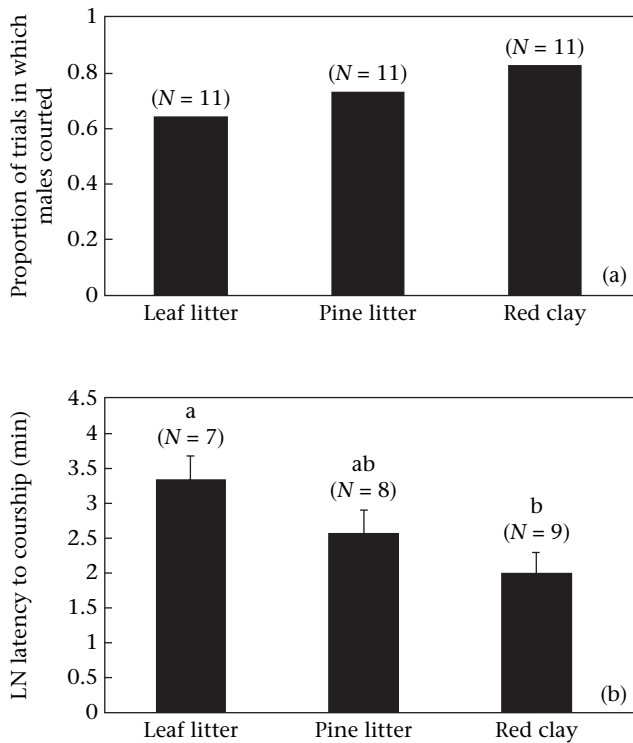 Proportion of trials in which
males courted
1
0.8
0.6
0.4
0.2
0
(N = 11)
(N = 11)
(N = 11)
(a)
Leaf litter
Pine litter
Red clay
LN latency to courship (min)
4.5
4
3.5
3
2.5
2
1.5
1
0.5
0
a
(N = 7)
ab
(N = 8)
b
(N = 9)
(b)
Leaf litter
Pine litter
Red clay